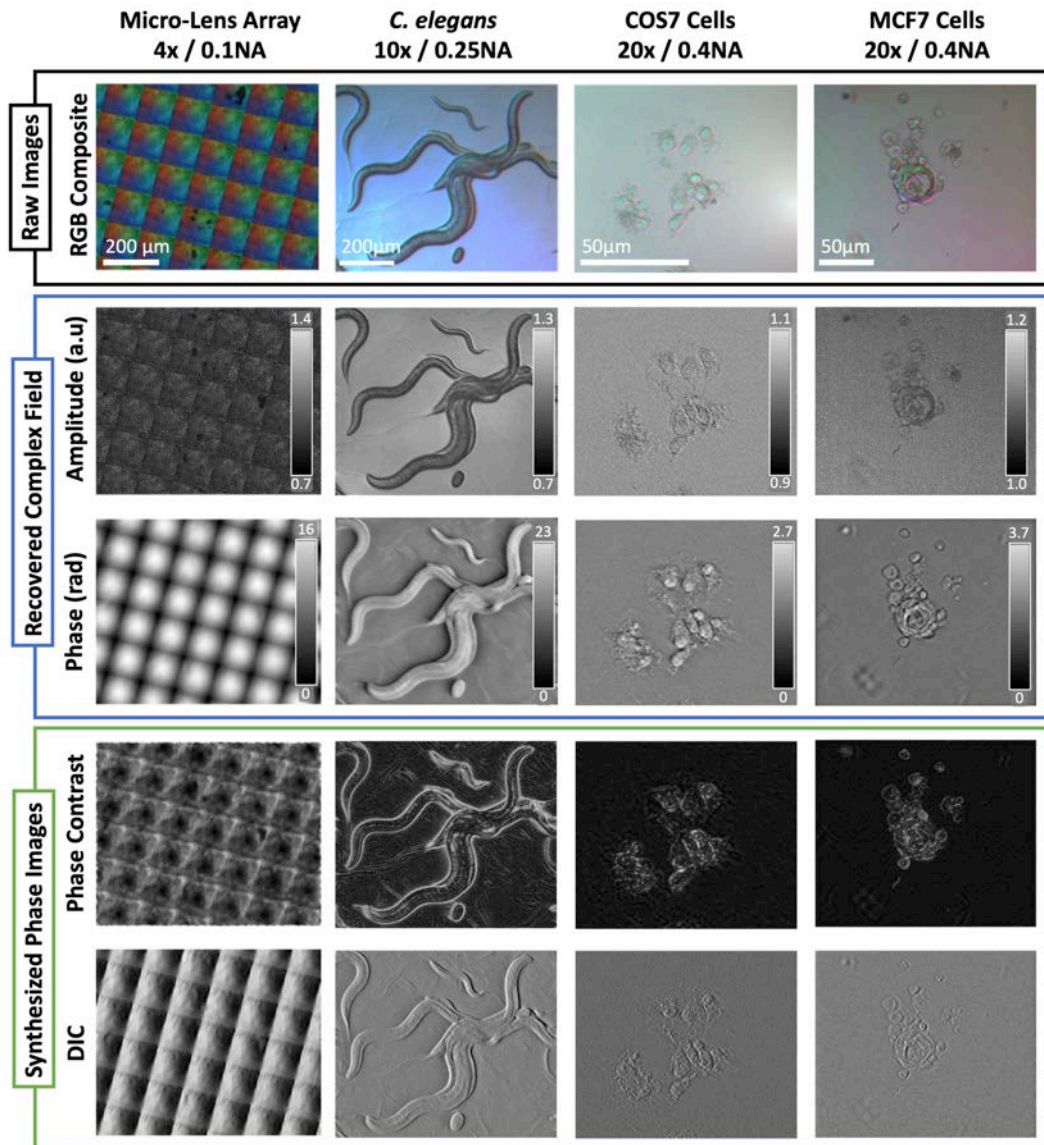 Micro-Lens Array
4x / 0.1NA
C. elegans
10x / 0.25NA
COS7 Cells
20x / 0.4NA
MCF7 Cells
20x / 0.4NA
Raw Images
RGB Composite
200 µm
200µm
50µm
50µm
Recovered Complex Field
Amplitude (a.u)
1.4
0.7
1.3
0.7
1.1
0.9
1.2
1.0
Phase (rad)
16
0
23
0
2.7
0
3.7
0
Synthesized Phase Images
Phase Contrast
DIC